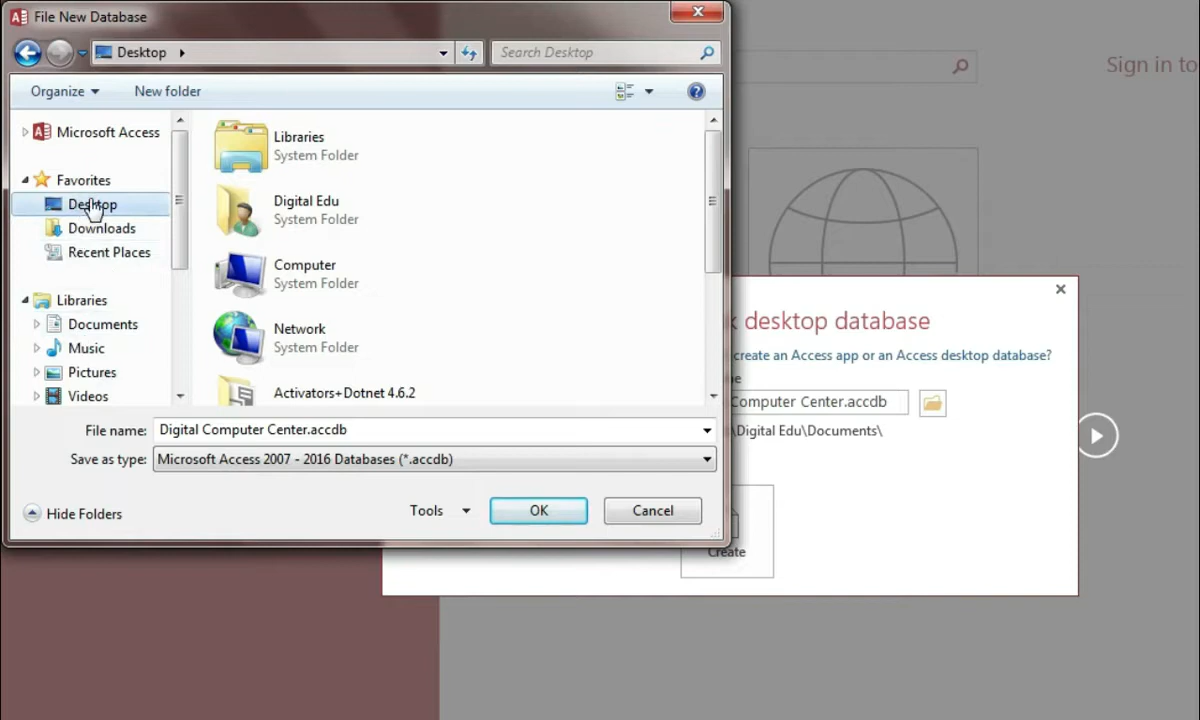 File New Database
Desktop
Search Desktop
Sign in to
Organize
New folder
Microsoft Access
Favorites
Desktop
Downloads
Recent Places
Libraries
Documents
Music
Pictures
Videos
Libraries
System Folder
Digital Edu
System Folder
Computer
System Folder
Network
System Folder
Activators+Dotnet 4.6.2
File name: Digital Computer Center.accdb
Save as type: Microsoft Access 2007 - 2016 Databases (*.accdb)
Hide Folders
Tools
OK
Cancel
k desktop database
create an Access app or an Access desktop database?
me
Computer Center.accdb
\Digital Edu\Documents\
Create